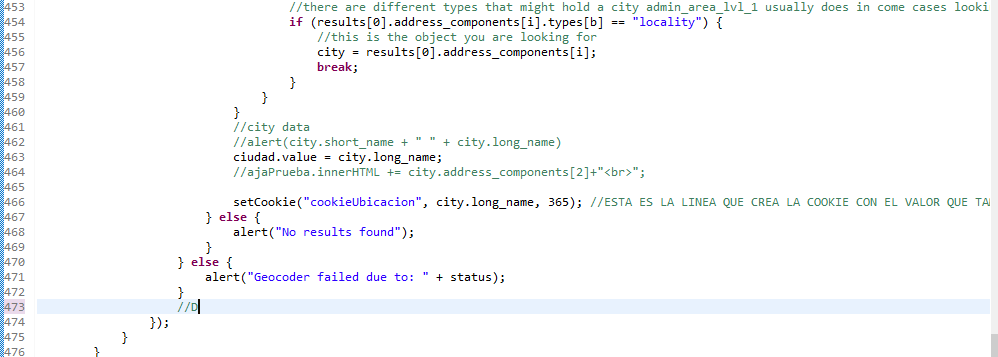 453 //there are different types that might hold a city admin_area_lvl_1 usually does in come cases looki
454 if (results[0].address_components[i].types[b] == "locality") {
455 //this is the object you are looking for
456 city = results[0].address_components[i];
457 break;
458 }
459 }
460 }
461 //city data
462 //alert(city.short_name + " " + city.long_name)
463 ciudad.value = city.long_name;
464 //ajaPrueba.innerHTML += city.address_components[2]+"<br>";
465
466 setCookie("cookieUbicacion", city.long_name, 365); //ESTA ES LA LINEA QUE CREA LA COOKIE CON EL VALOR QUE TA
467 } else {
468 alert("No results found");
469 }
470 } else {
471 alert("Geocoder failed due to: " + status);
472 }
473 //D
474 });
475 }
476 }